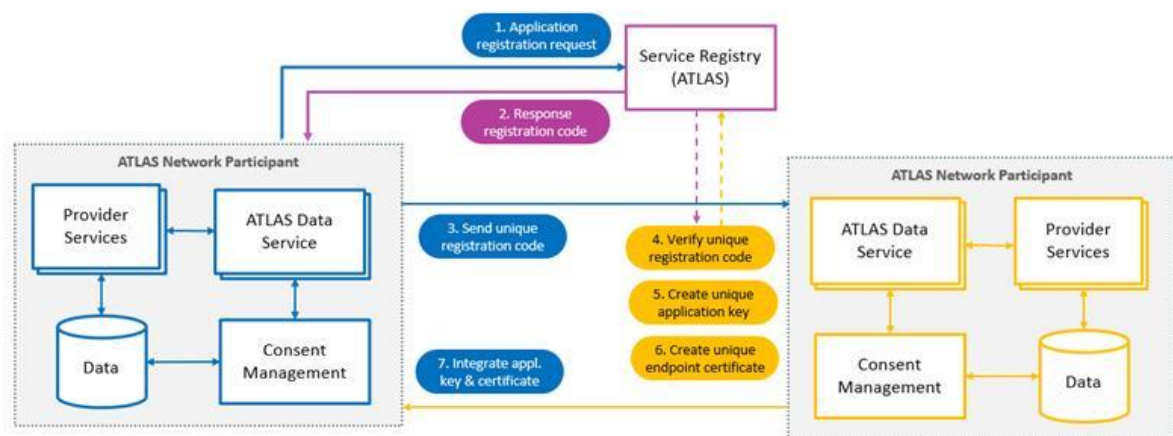 1. Application
registration request
Service Registry
(ATLAS)
2. Response
registration code
ATLAS Network Participant
Provider
Services
ATLAS Data
Service
Data
Consent
Management
3. Send unique
registration code
4. Verify unique
registration code
5. Create unique
application key
6. Create unique
endpoint certificate
7. Integrate appl.
key & certificate
ATLAS Network Participant
ATLAS Data
Service
Provider
Services
Consent
Management
Data